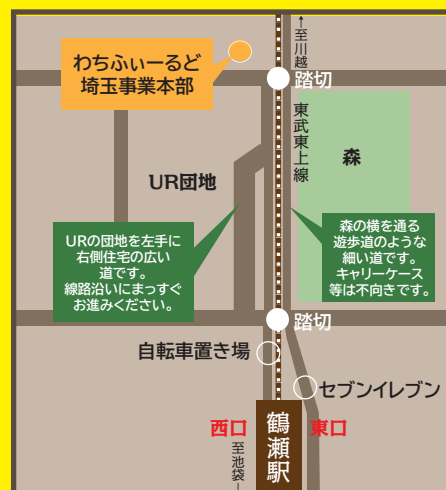 ↑至川越
わちふぃーるど
埼玉事業本部
踏切
東武東上線
森
UR団地
URの団地を左手に
右側住宅の広い
道です。
線路沿いにまっすぐ
お進みください。
森の横を通る
遊歩道のような
細い道です。
キャリーケース
等は不向きです。
踏切
自転車置き場
セブンイレブン
西口
鶴瀬駅
東口
至池袋↓